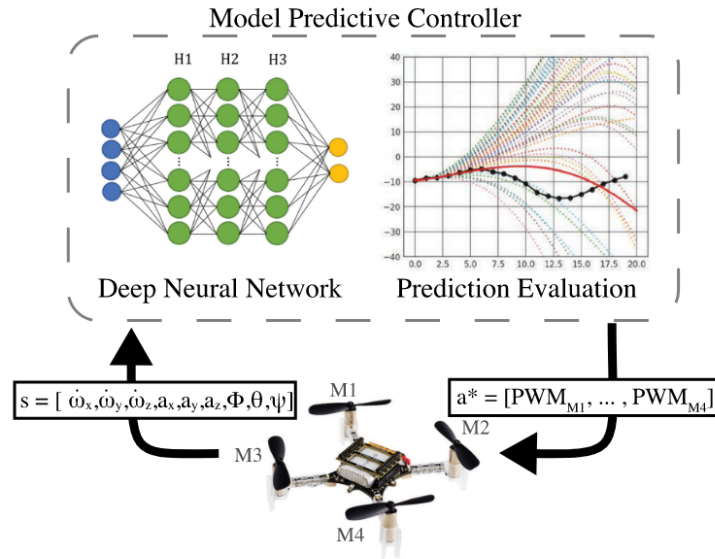 Model Predictive Controller
H1 H2 H3
40
30
20
10
0
−10
−20
−30
−40
0.0 2.5 5.0 7.5 10.0 12.5 15.0 17.5 20.0
Deep Neural Network
Prediction Evaluation
s = [ ω̇x,ω̇y,ω̇z,ax,ay,az,Φ,θ,ψ]
a* = [PWMM1, ... , PWMM4]
M1
M2
M3
M4